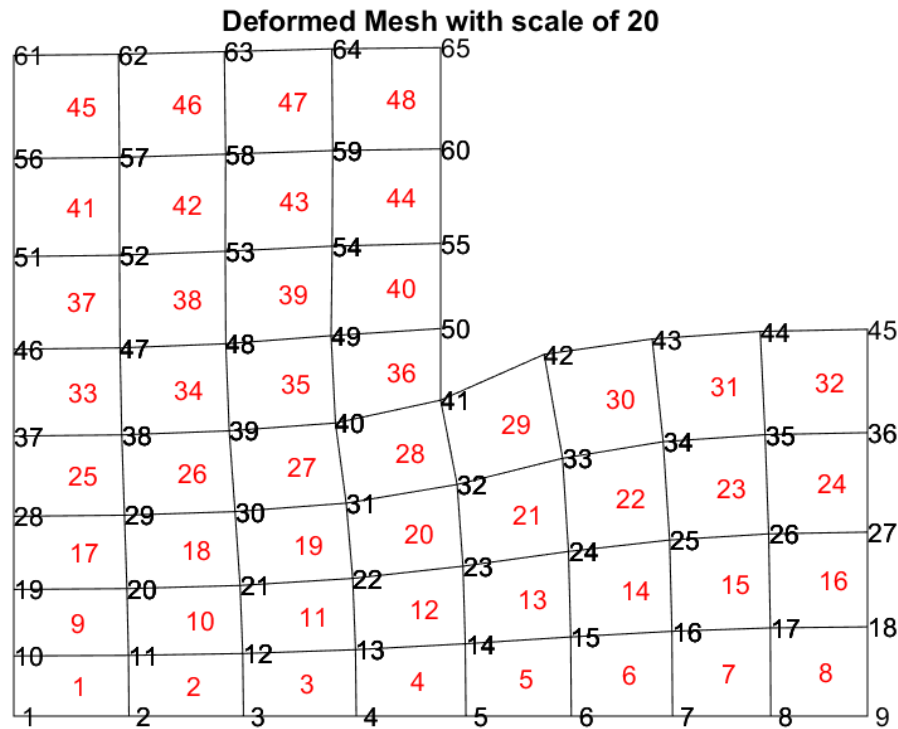 Deformed Mesh with scale of 20
61 62 63 64 65
45 46 47 48
56 57 58 59 60
41 42 43 44
51 52 53 54 55
37 38 39 40
46 47 48 49 50 42 43 44 45
33 34 35 36 29 30 31 32
37 38 39 40 41 33 34 35 36
25 26 27 28 21 22 23 24
28 29 30 31 32 24 25 26 27
17 18 19 20 13 14 15 16
19 20 21 22 23 15 16 17 18
9 10 11 12 5 6 7 8
10 11 12 13 14
1 2 3 4
1 2 3 4 5 6 7 8 9